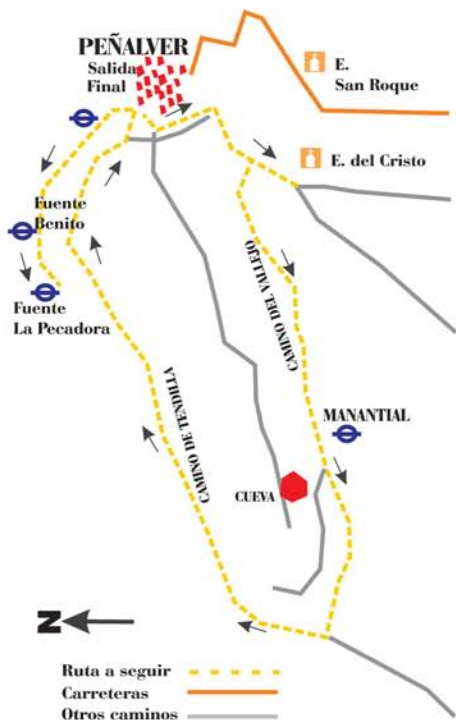 PEÑALVER
Salida
Final
E.
San Roque
E. del Cristo
Fuente
Benito
Fuente
La Pecadora
CAMINO DEL VALLEJO
CAMINO DE TENDILLA
MANANTIAL
CUEVA
N
Ruta a seguir
Carreteras
Otros caminos